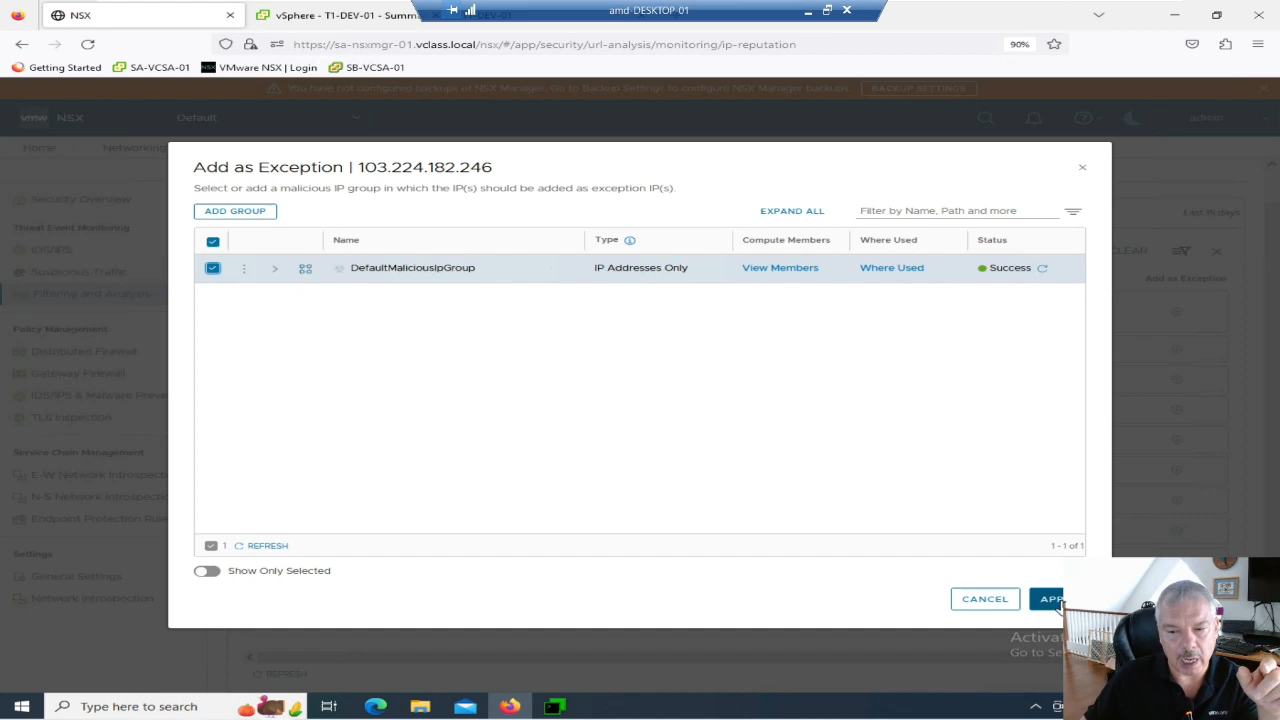 NSX
vSphere - T1-DEV-01 - Summ
amd-DESKTOP-01
https://sa-nsxmgr-01.vclass.local/nsx/#/app/security/url-analysis/monitoring/ip-reputation
90%
Getting Started
SA-VCSA-01
NSX
VMware NSX | Login
SB-VCSA-01
You have not configured backups of NSX Manager. Go to Backup Settings to configure NSX Manager backups.
BACKUP SETTINGS
vmw NSX
Default
admin
Home
Networking
Add as Exception | 103.224.182.246
Select or add a malicious IP group in which the IP(s) should be added as exception IP(s).
ADD GROUP
EXPAND ALL
Filter by Name, Path and more
Name
Type
Compute Members
Where Used
Status
DefaultMaliciousIpGroup
IP Addresses Only
View Members
Where Used
Success
1
REFRESH
1 - 1 of 1
Show Only Selected
CANCEL
APP
Security Overview
Threat Event Monitoring
IDS/IPS
Suspicious Traffic
Filtering and Analysis
Policy Management
Distributed Firewall
Gateway Firewall
IDS/IPS & Malware Preve
TLS Inspection
Service Chain Management
E-W Network Introspectio
N-S Network Introspectio
Endpoint Protection Rule
Settings
General Settings
Network Introspection
Last 14 days
CLEAR
Add as Exception
REFRESH
Activat
Go to Se
Type here to search